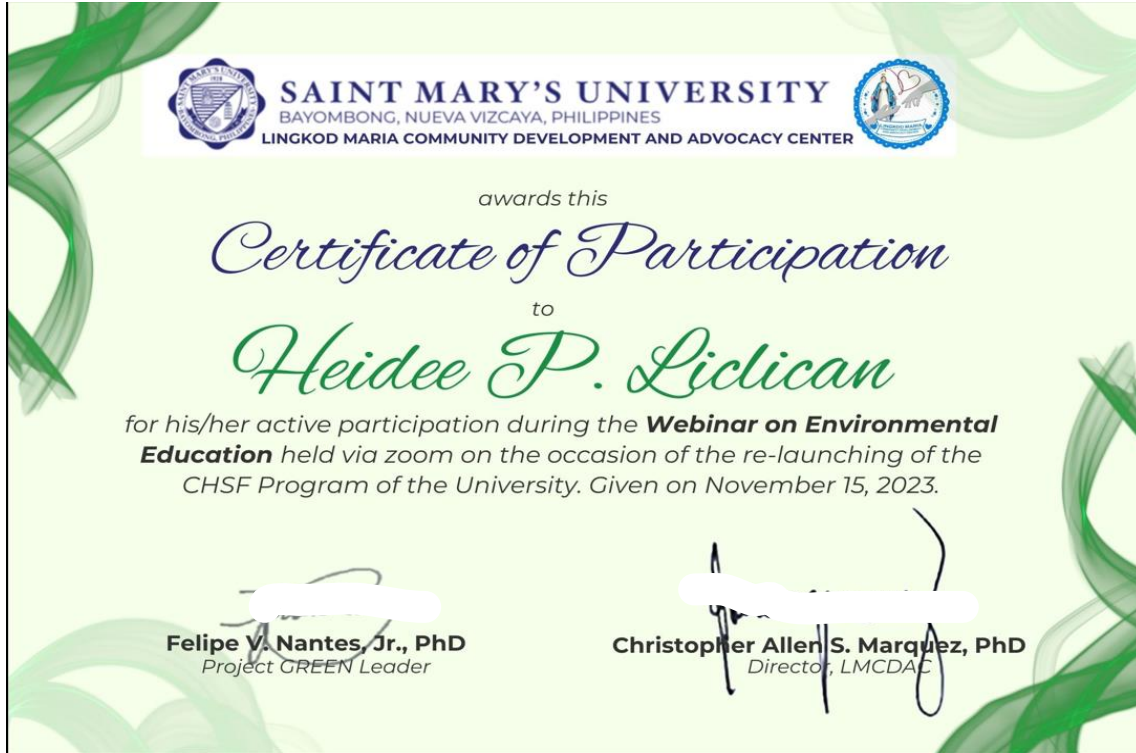 SAINT MARY'S UNIVERSITY
BAYOMBONG, NUEVA VIZCAYA, PHILIPPINES
LINGKOD MARIA COMMUNITY DEVELOPMENT AND ADVOCACY CENTER
awards this
Certificate of Participation
to
Heidee P. Liclican
for his/her active participation during the Webinar on Environmental
Education held via zoom on the occasion of the re-launching of the
CHSF Program of the University. Given on November 15, 2023.
Felipe V. Nantes, Jr., PhD
Project GREEN Leader
Christopher Allen S. Marquez, PhD
Director, LMCDAC